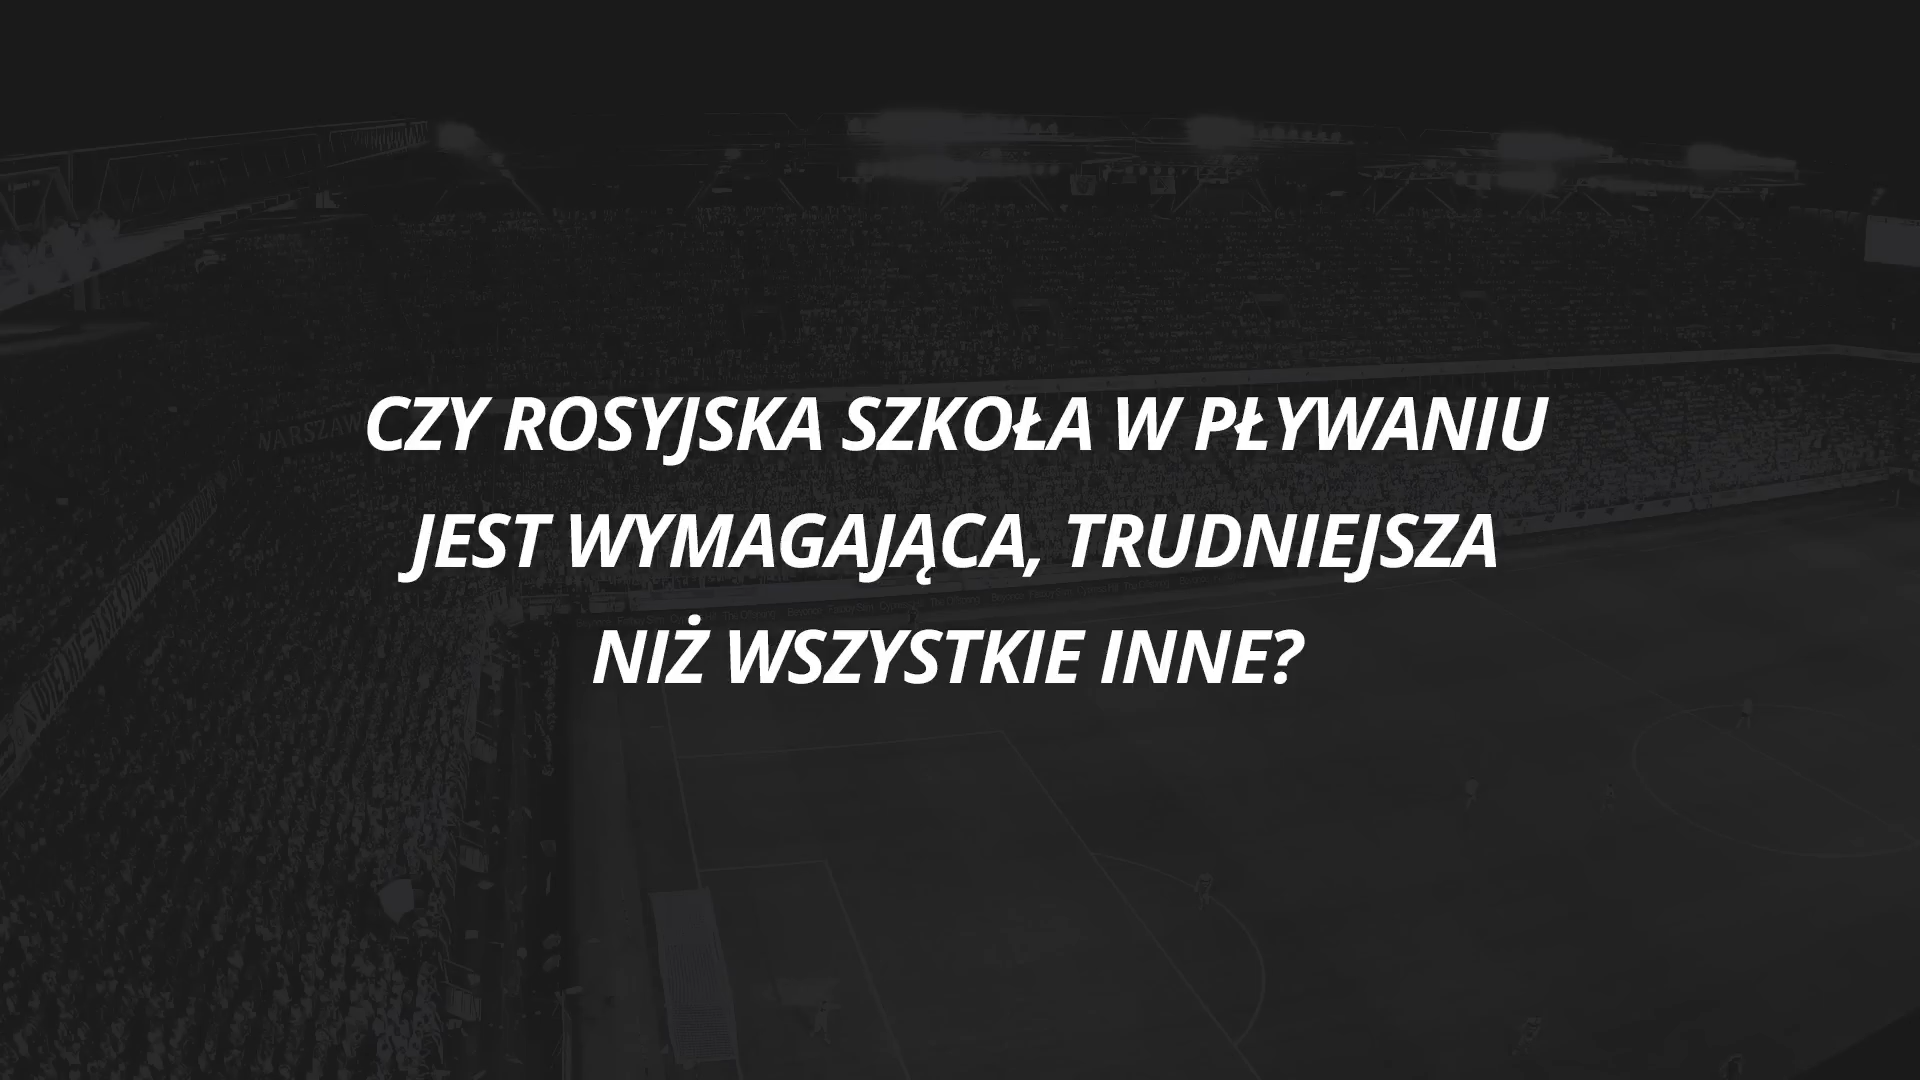 CZY ROSYJSKA SZKOŁA W PŁYWANIU
JEST WYMAGAJĄCA, TRUDNIEJSZA
NIŻ WSZYSTKIE INNE?